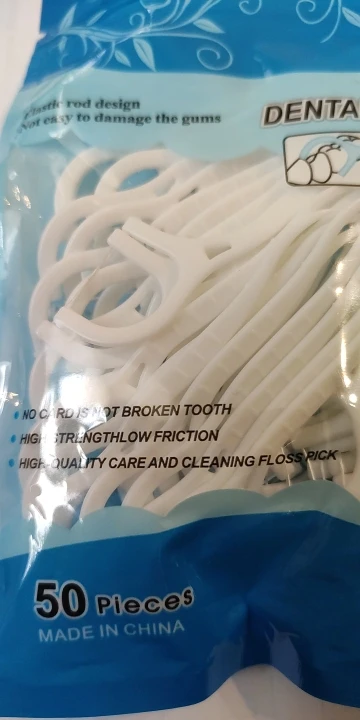 Elastic rod design
Not easy to damage the gums
DENTA
NO CARD IS NOT BROKEN TOOTH
HIGH STRENGTHLOW FRICTION
HIGH-QUALITY CARE AND CLEANING FLOSS PICK
50 Pieces
MADE IN CHINA